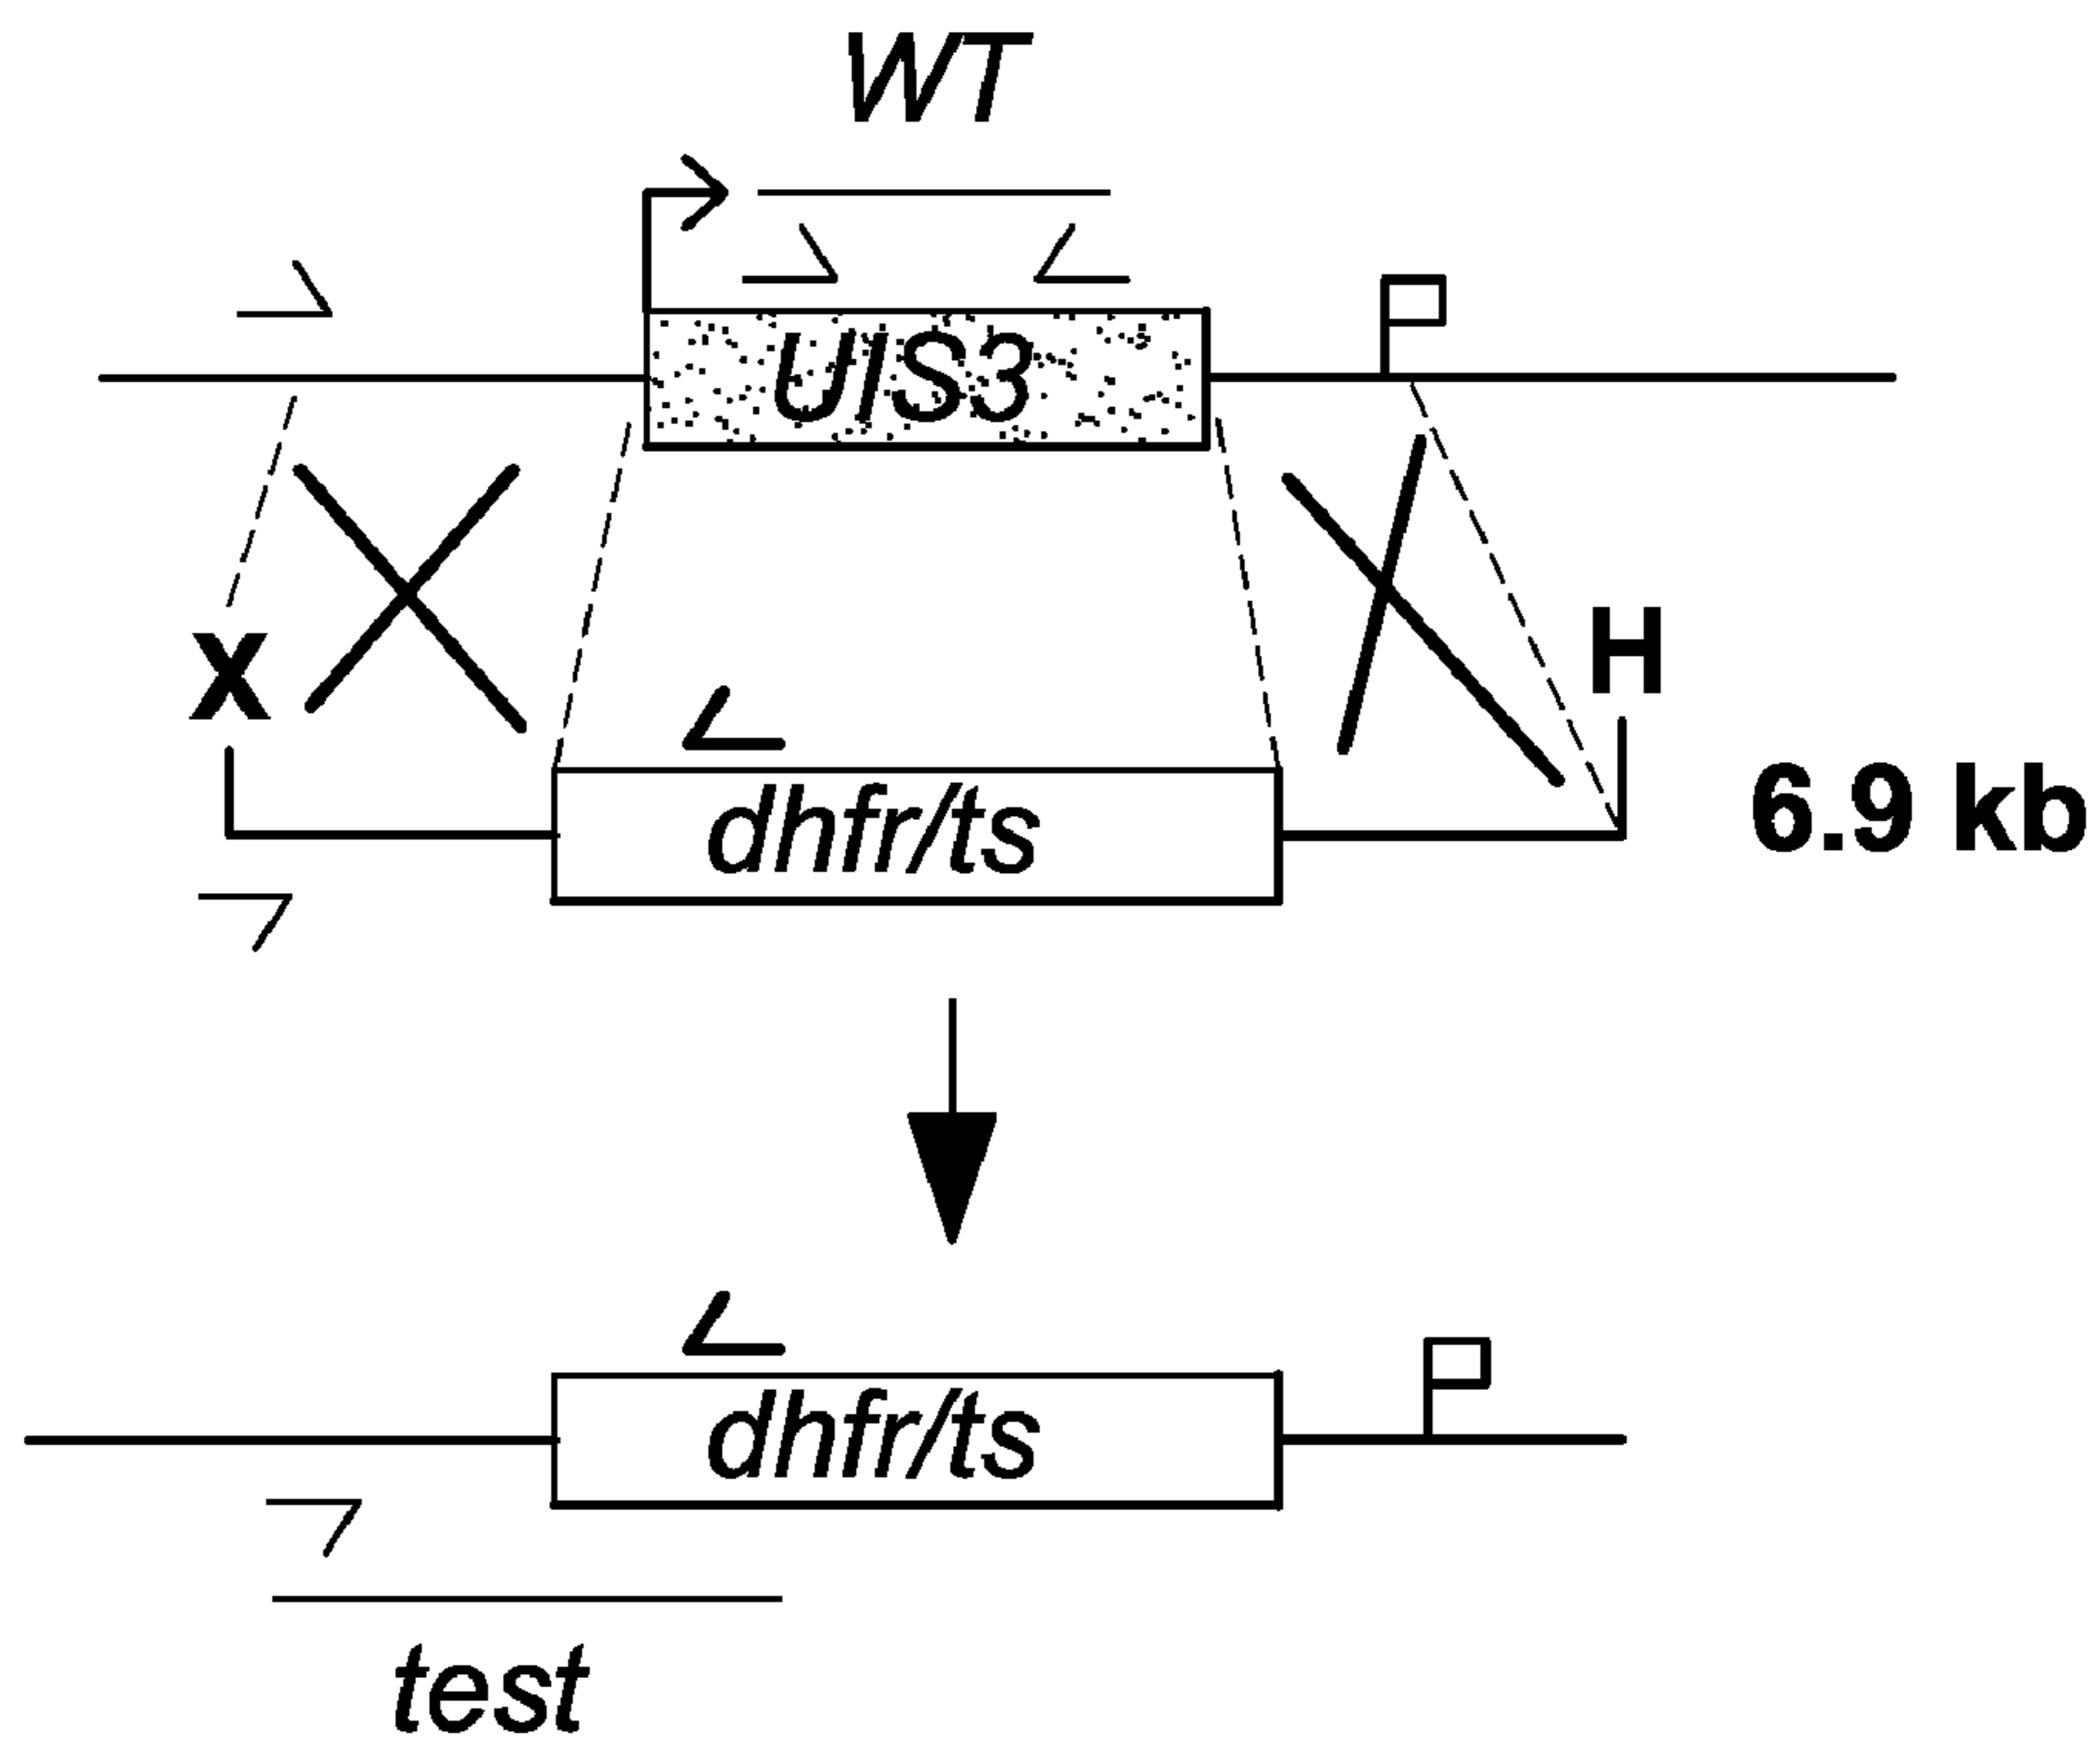 WT
UIS3
X
H
dhfr/ts
6.9 kb
dhfr/ts
test